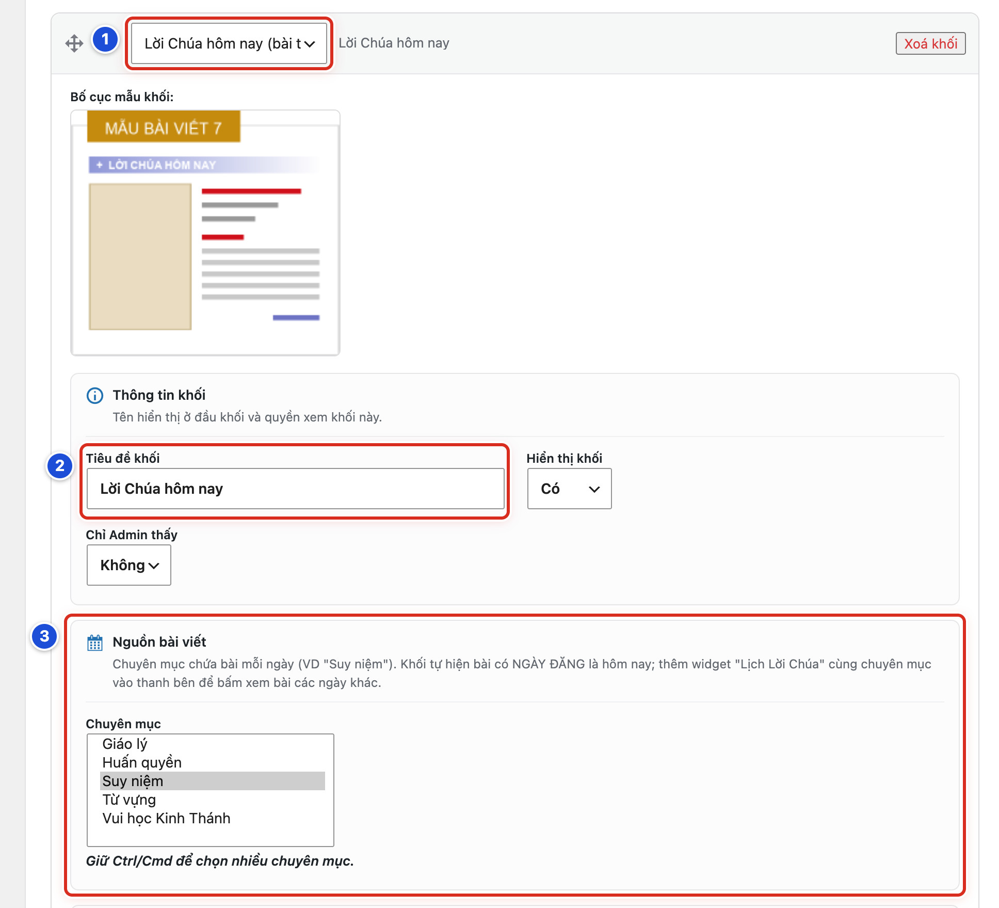 1
Lời Chúa hôm nay (bài t
Lời Chúa hôm nay
Xoá khối
Bố cục mẫu khối:
MẪU BÀI VIẾT 7
+ LỜI CHÚA HÔM NAY
Thông tin khối
Tên hiển thị ở đầu khối và quyền xem khối này.
2
Tiêu đề khối
Hiển thị khối
Lời Chúa hôm nay
Có
Chỉ Admin thấy
Không
3
Nguồn bài viết
Chuyên mục chứa bài mỗi ngày (VD "Suy niệm"). Khối tự hiện bài có NGÀY ĐĂNG là hôm nay; thêm widget "Lịch Lời Chúa" cùng chuyên mục
vào thanh bên để bấm xem bài các ngày khác.
Chuyên mục
Giáo lý
Huấn quyền
Suy niệm
Từ vựng
Vui học Kinh Thánh
Giữ Ctrl/Cmd để chọn nhiều chuyên mục.